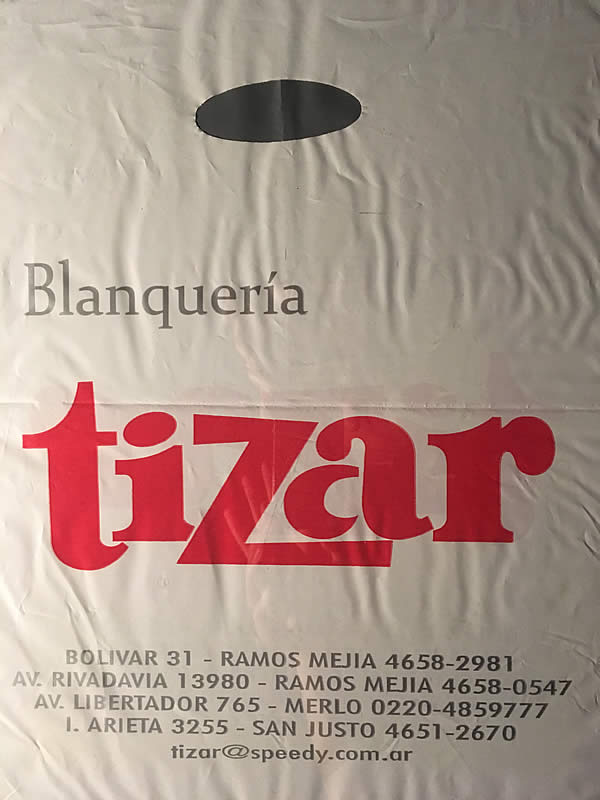 Blanquería
tizar
BOLIVAR 31 - RAMOS MEJIA 4658-2981
AV. RIVADAVIA 13980 - RAMOS MEJIA 4658-0547
AV. LIBERTADOR 765 - MERLO 0220-4859777
I. ARIETA 3255 - SAN JUSTO 4651-2670
tizar@speedy.com.ar